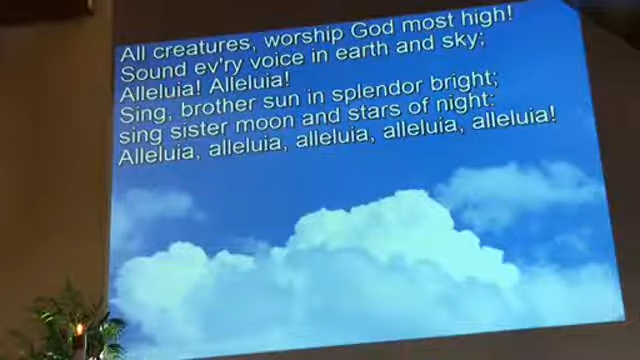 All creatures, worship God most high!
Sound ev'ry voice in earth and sky;
Alleluia! Alleluia!
Sing, brother sun in splendor bright;
sing sister moon and stars of night:
Alleluia, alleluia, alleluia, alleluia, alleluia!